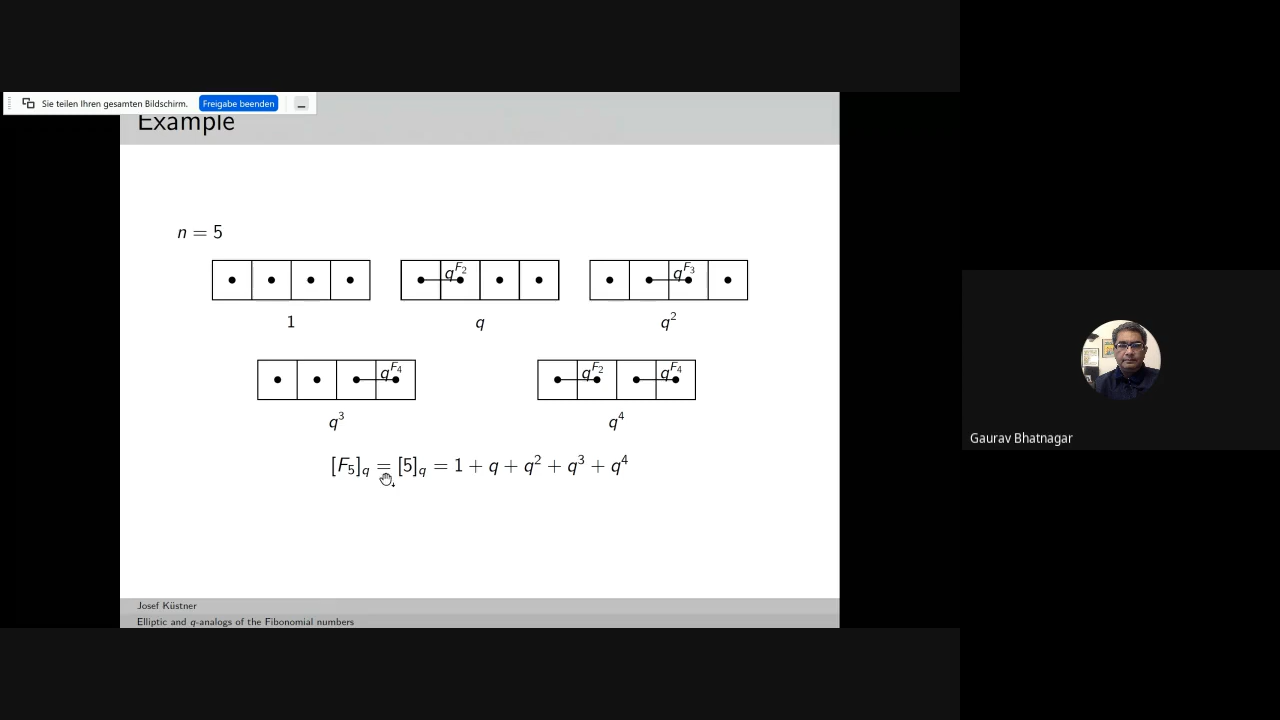 Sie teilen Ihren gesamten Bildschirm. Freigabe beenden
Example
n = 5
q^{F_2} q^{F_3}
1 q q^2
q^{F_4} q^{F_2} q^{F_4}
q^3 q^4
[F_5]_q = [5]_q = 1 + q + q^2 + q^3 + q^4
Gaurav Bhatnagar
Josef Küstner
Elliptic and q-analogs of the Fibonomial numbers